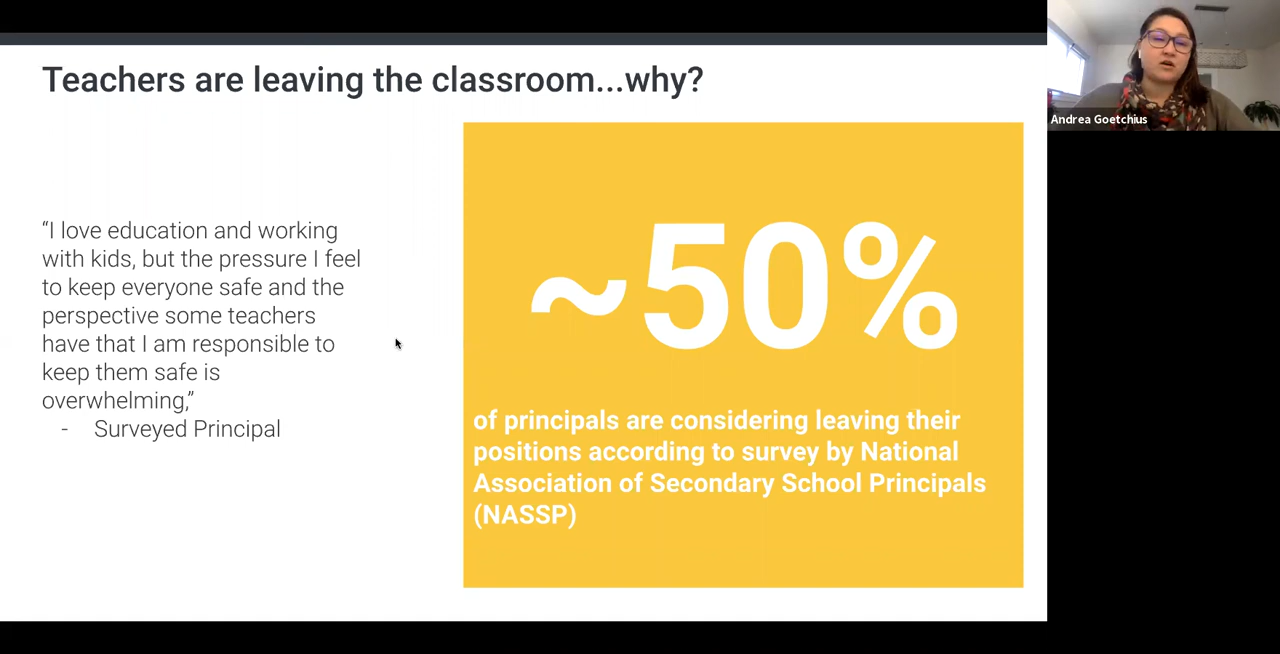 Teachers are leaving the classroom...why?
Andrea Goetchius
“I love education and working
with kids, but the pressure I feel
to keep everyone safe and the
perspective some teachers
have that I am responsible to
keep them safe is
overwhelming,”
- Surveyed Principal
~50%
of principals are considering leaving their
positions according to survey by National
Association of Secondary School Principals
(NASSP)